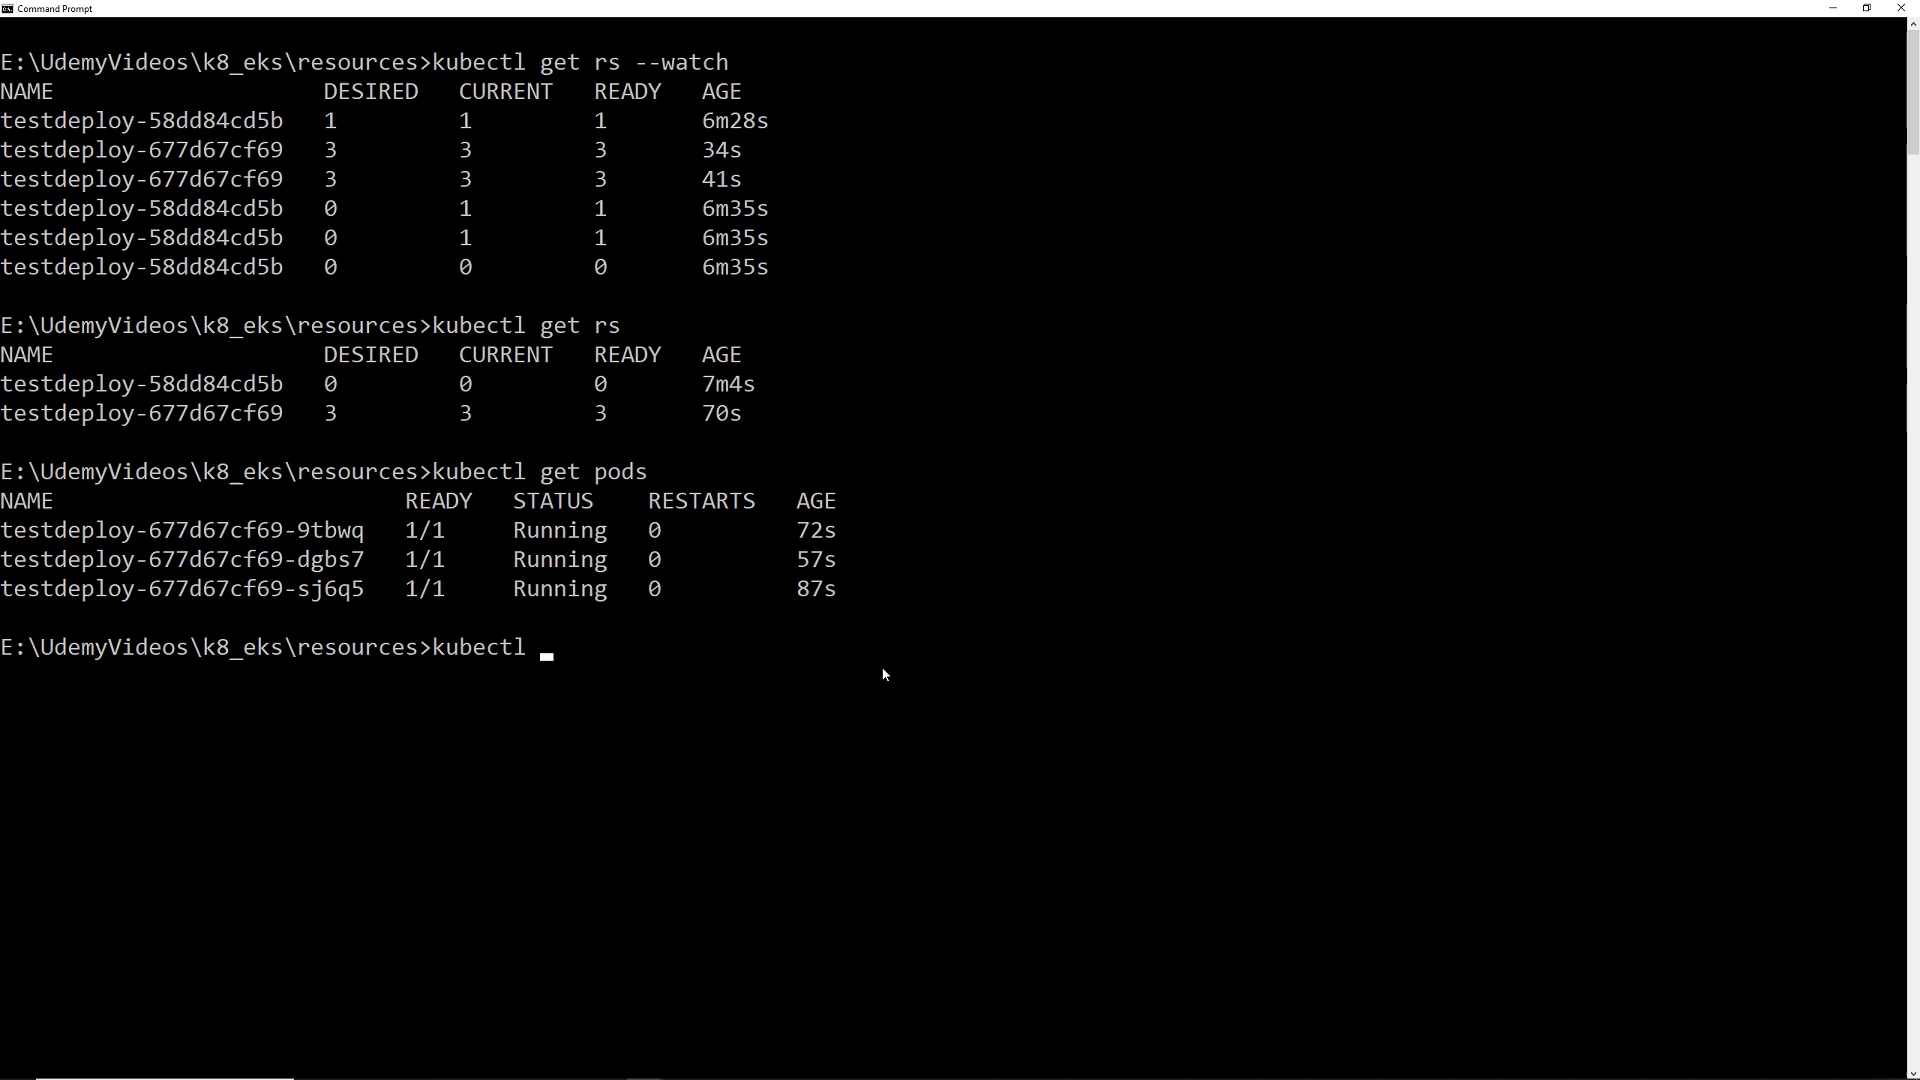 Command Prompt
E:\UdemyVideos\k8_eks\resources>kubectl get rs --watch
NAME DESIRED CURRENT READY AGE
testdeploy-58dd84cd5b 1 1 1 6m28s
testdeploy-677d67cf69 3 3 3 34s
testdeploy-677d67cf69 3 3 3 41s
testdeploy-58dd84cd5b 0 1 1 6m35s
testdeploy-58dd84cd5b 0 1 1 6m35s
testdeploy-58dd84cd5b 0 0 0 6m35s
E:\UdemyVideos\k8_eks\resources>kubectl get rs
NAME DESIRED CURRENT READY AGE
testdeploy-58dd84cd5b 0 0 0 7m4s
testdeploy-677d67cf69 3 3 3 70s
E:\UdemyVideos\k8_eks\resources>kubectl get pods
NAME READY STATUS RESTARTS AGE
testdeploy-677d67cf69-9tbwq 1/1 Running 0 72s
testdeploy-677d67cf69-dgbs7 1/1 Running 0 57s
testdeploy-677d67cf69-sj6q5 1/1 Running 0 87s
E:\UdemyVideos\k8_eks\resources>kubectl